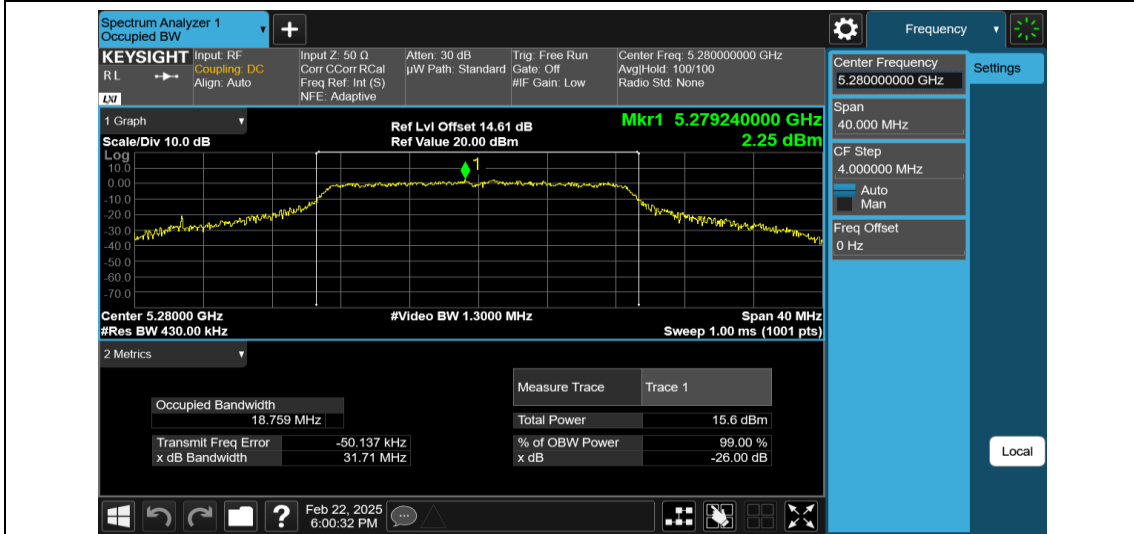 Spectrum Analyzer 1
Occupied BW
Frequency
KEYSIGHT
R L
LXI
Input: RF
Coupling: DC
Align: Auto
Input Z: 50 Ω
Corr CCorr RCal
Freq Ref: Int (S)
NFE: Adaptive
Atten: 30 dB
µW Path: Standard
Trig: Free Run
Gate: Off
#IF Gain: Low
Center Freq: 5.280000000 GHz
Avg|Hold: 100/100
Radio Std: None
Center Frequency
5.280000000 GHz
Settings
Span
40.000 MHz
CF Step
4.000000 MHz
Auto
Man
Freq Offset
0 Hz
Local
1 Graph
Scale/Div 10.0 dB
Ref Lvl Offset 14.61 dB
Ref Value 20.00 dBm
Mkr1 5.279240000 GHz
2.25 dBm
Log
1
10.0
0.00
-10.0
-20.0
-30.0
-40.0
-50.0
-60.0
-70.0
Center 5.28000 GHz
#Video BW 1.3000 MHz
Span 40 MHz
#Res BW 430.00 kHz
Sweep 1.00 ms (1001 pts)
2 Metrics
Measure Trace Trace 1
Occupied Bandwidth
18.759 MHz
Total Power 15.6 dBm
Transmit Freq Error -50.137 kHz
% of OBW Power 99.00 %
x dB Bandwidth 31.71 MHz
x dB -26.00 dB
?
Feb 22, 2025
6:00:32 PM